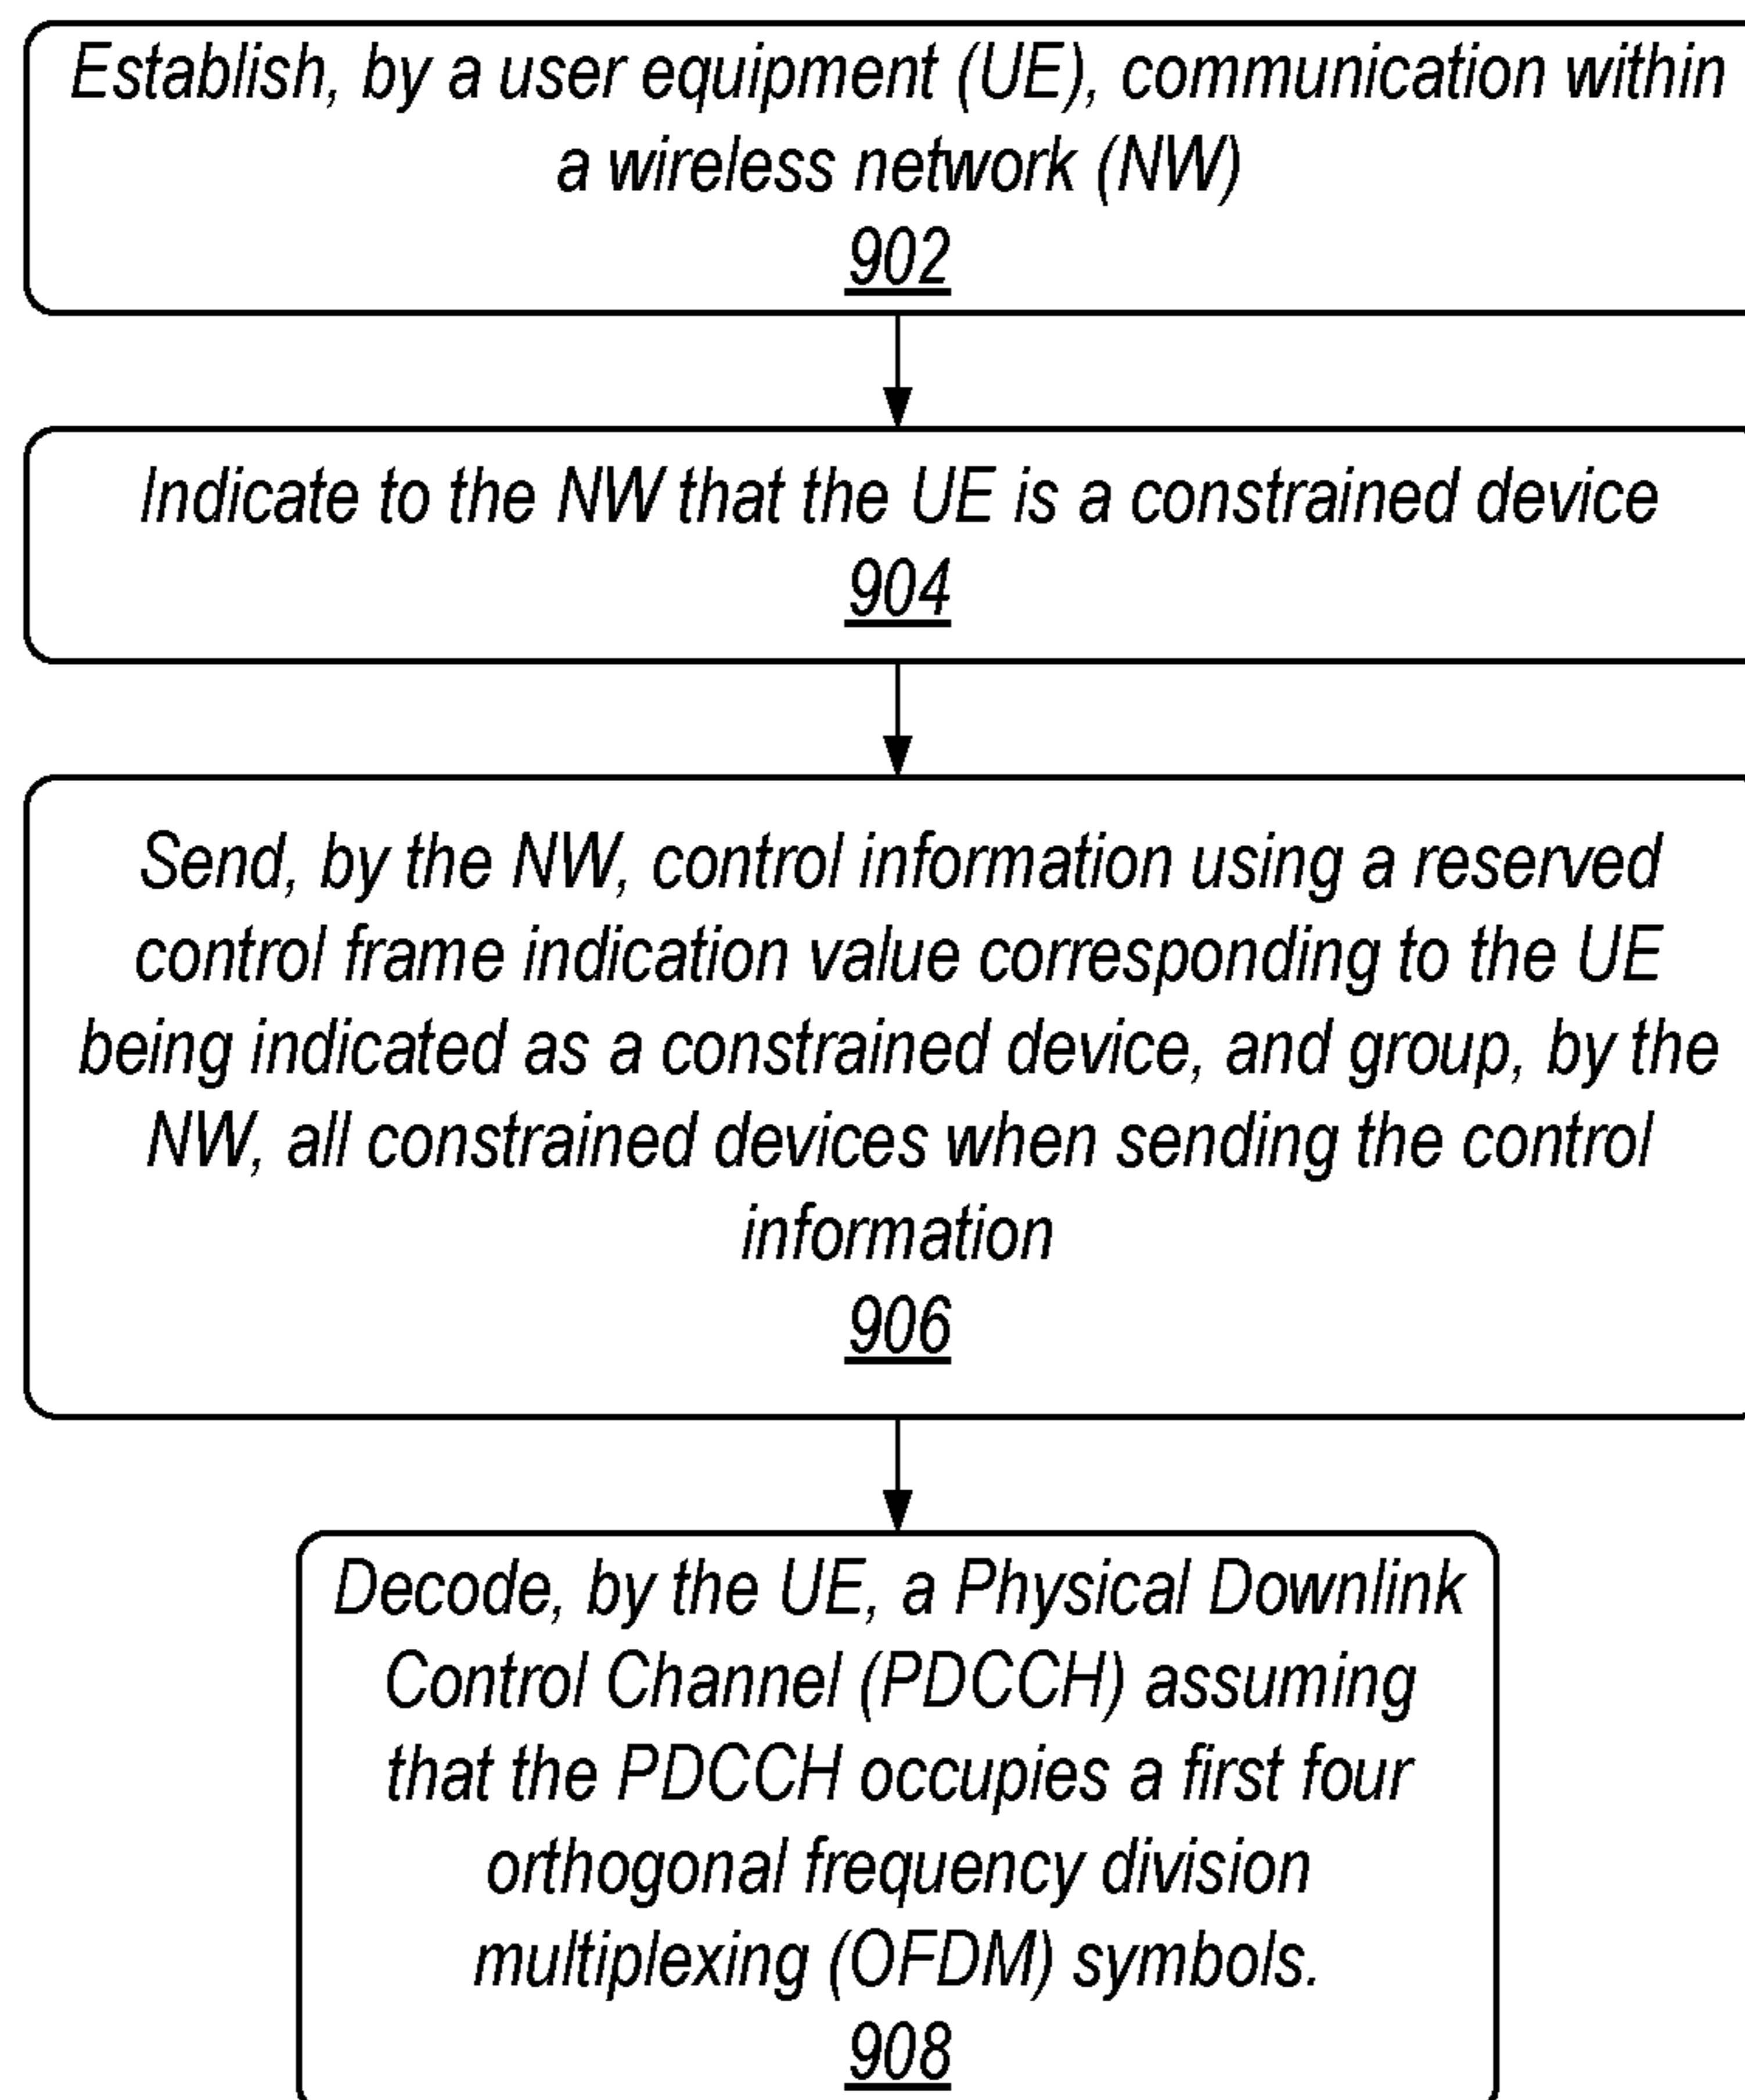 Establish, by a user equipment (UE), communication within
a wireless network (NW)
902
Indicate to the NW that the UE is a constrained device
904
Send, by the NW, control information using a reserved
control frame indication value corresponding to the UE
being indicated as a constrained device, and group, by the
NW, all constrained devices when sending the control
information
906
Decode, by the UE, a Physical Downlink
Control Channel (PDCCH) assuming
that the PDCCH occupies a first four
orthogonal frequency division
multiplexing (OFDM) symbols.
908